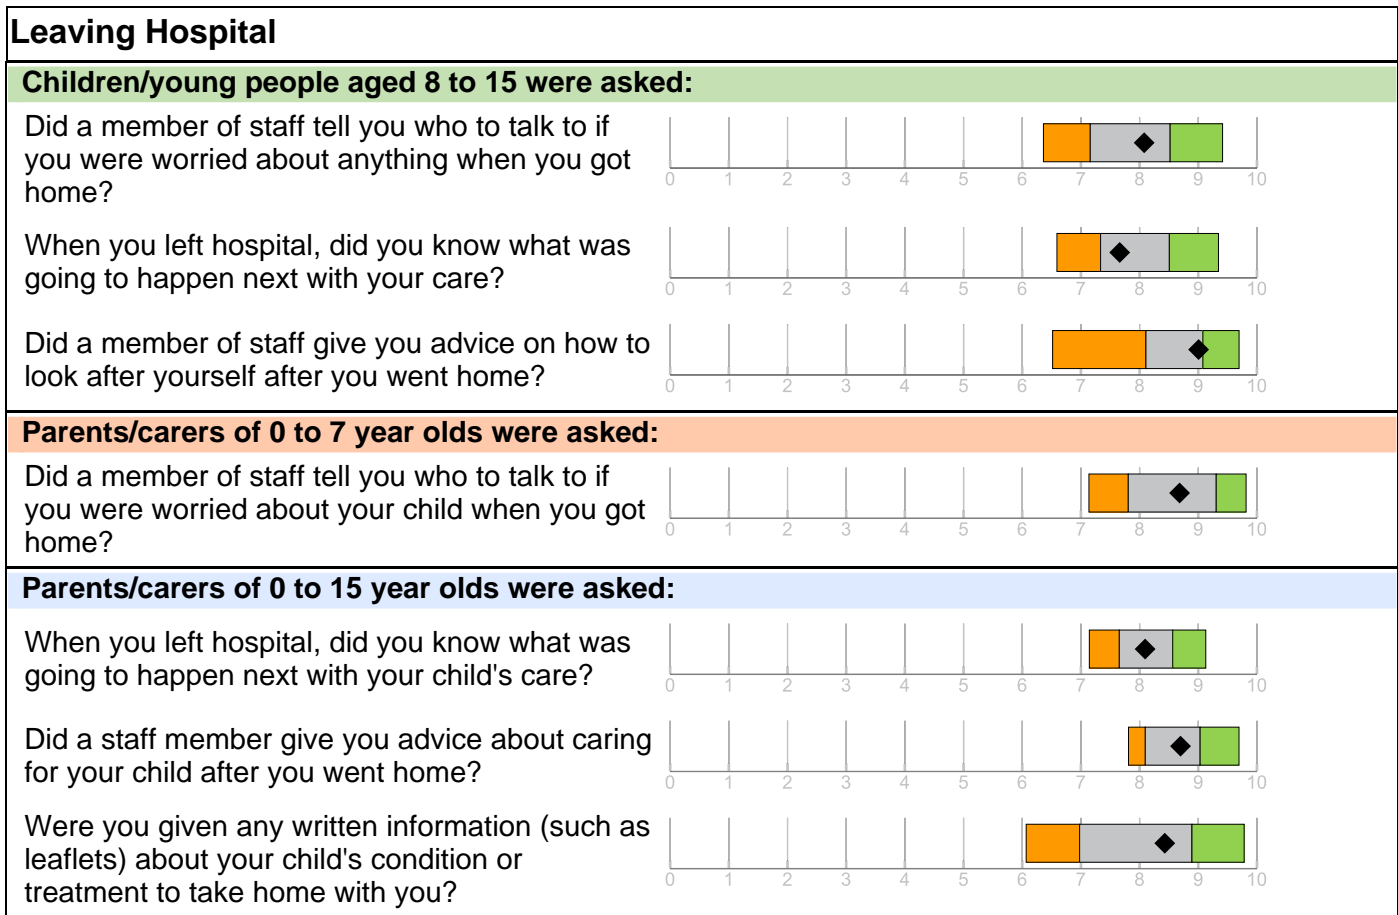 Leaving Hospital
Children/young people aged 8 to 15 were asked:
Did a member of staff tell you who to talk to if
you were worried about anything when you got
home?
0 1 2 3 4 5 6 7 8 9 10
When you left hospital, did you know what was
going to happen next with your care?
0 1 2 3 4 5 6 7 8 9 10
Did a member of staff give you advice on how to
look after yourself after you went home?
0 1 2 3 4 5 6 7 8 9 10
Parents/carers of 0 to 7 year olds were asked:
Did a member of staff tell you who to talk to if
you were worried about your child when you got
home?
0 1 2 3 4 5 6 7 8 9 10
Parents/carers of 0 to 15 year olds were asked:
When you left hospital, did you know what was
going to happen next with your child's care?
0 1 2 3 4 5 6 7 8 9 10
Did a staff member give you advice about caring
for your child after you went home?
0 1 2 3 4 5 6 7 8 9 10
Were you given any written information (such as
leaflets) about your child's condition or
treatment to take home with you?
0 1 2 3 4 5 6 7 8 9 10